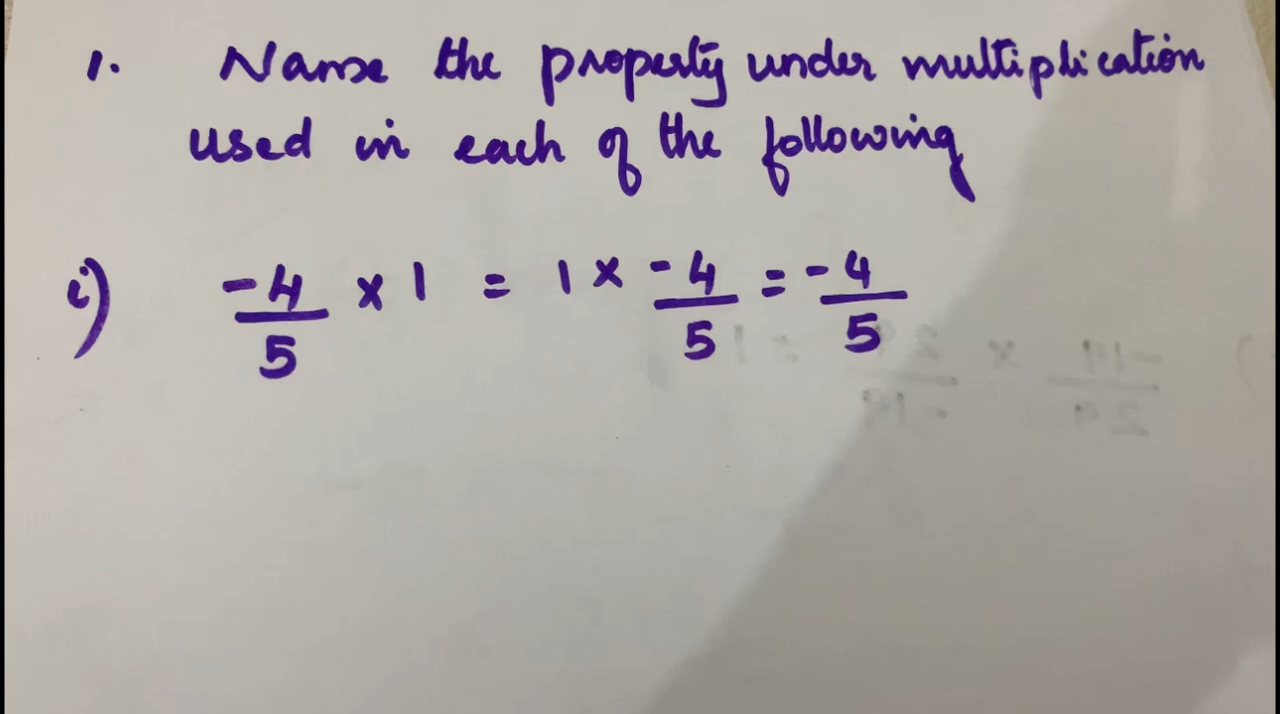 1. Name the property under multiplication
used in each of the following
i) -4/5 x 1 = 1 x -4/5 = -4/5